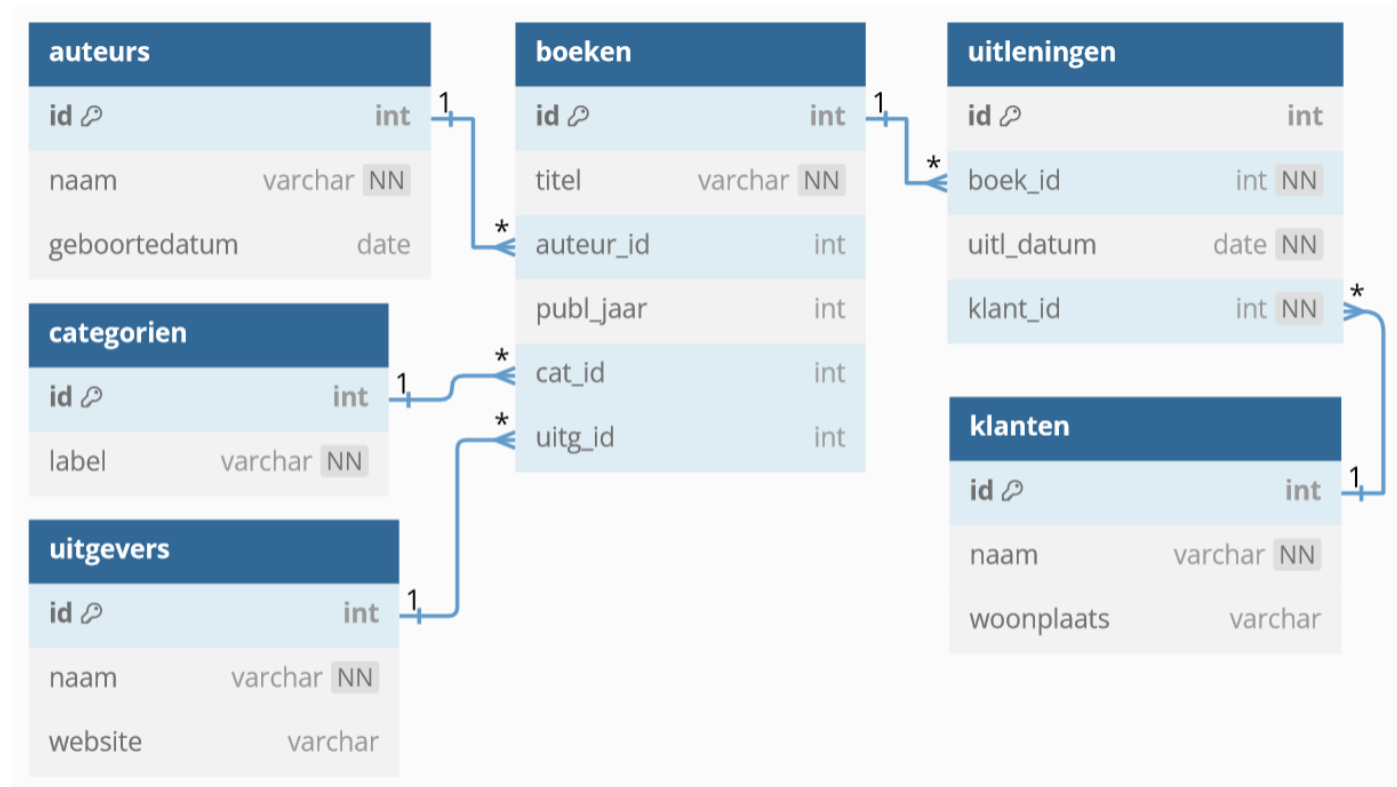 auteurs
id int
naam varchar NN
geboortedatum date
categorien
id int
label varchar NN
uitgevers
id int
naam varchar NN
website varchar
1
1
1
*
*
*
boeken
id int
titel varchar NN
auteur_id int
publ_jaar int
cat_id int
uitg_id int
1
*
uitleningen
id int
boek_id int NN
uitl_datum date NN
klant_id int NN
*
1
klanten
id int
naam varchar NN
woonplaats varchar